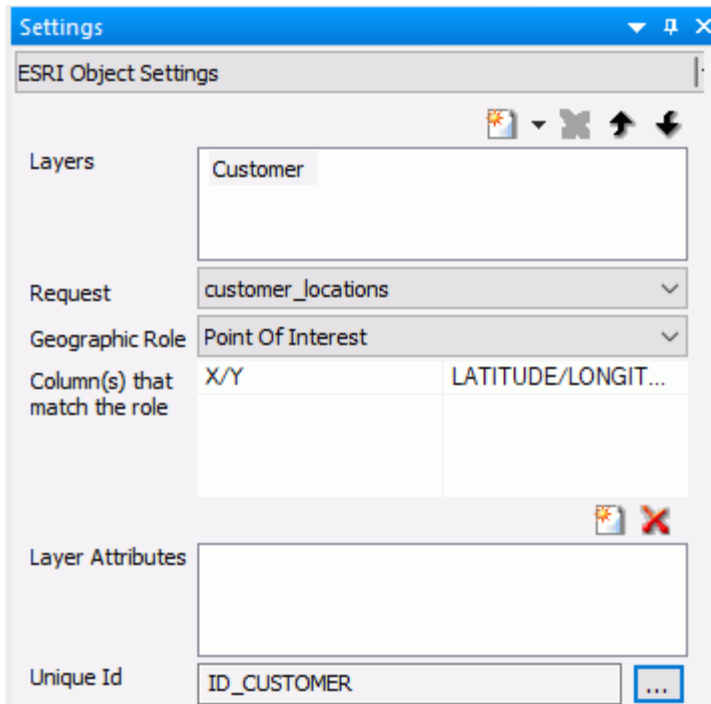 Settings
ESRI Object Settings
Layers
Customer
Request
customer_locations
Geographic Role
Point Of Interest
Column(s) that
match the role
X/Y
LATITUDE/LONGIT...
Layer Attributes
Unique Id
ID_CUSTOMER
...